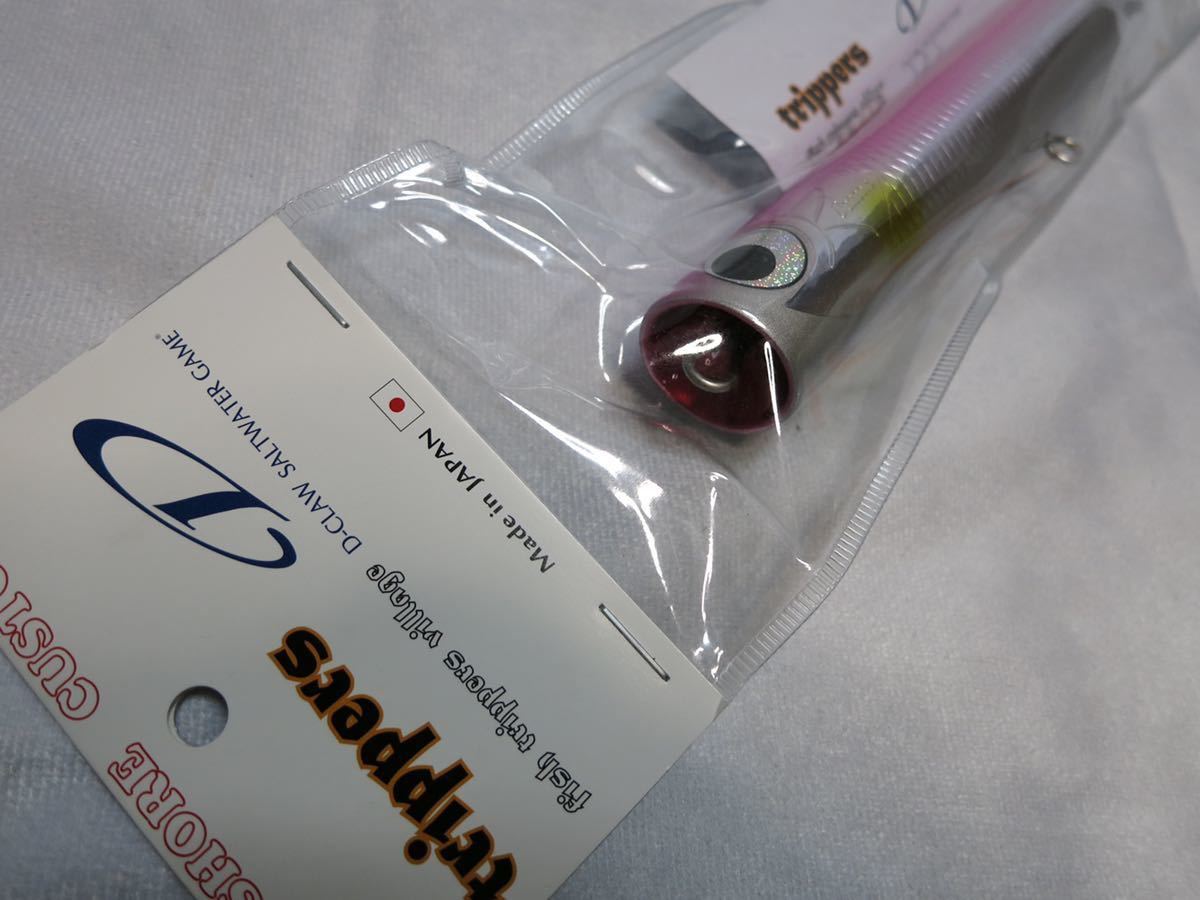 SHORE CUSTO
trippers
fish trippers village
D
D-CLAW SALTWATER GAME®
Made in JAPAN
trippers
D